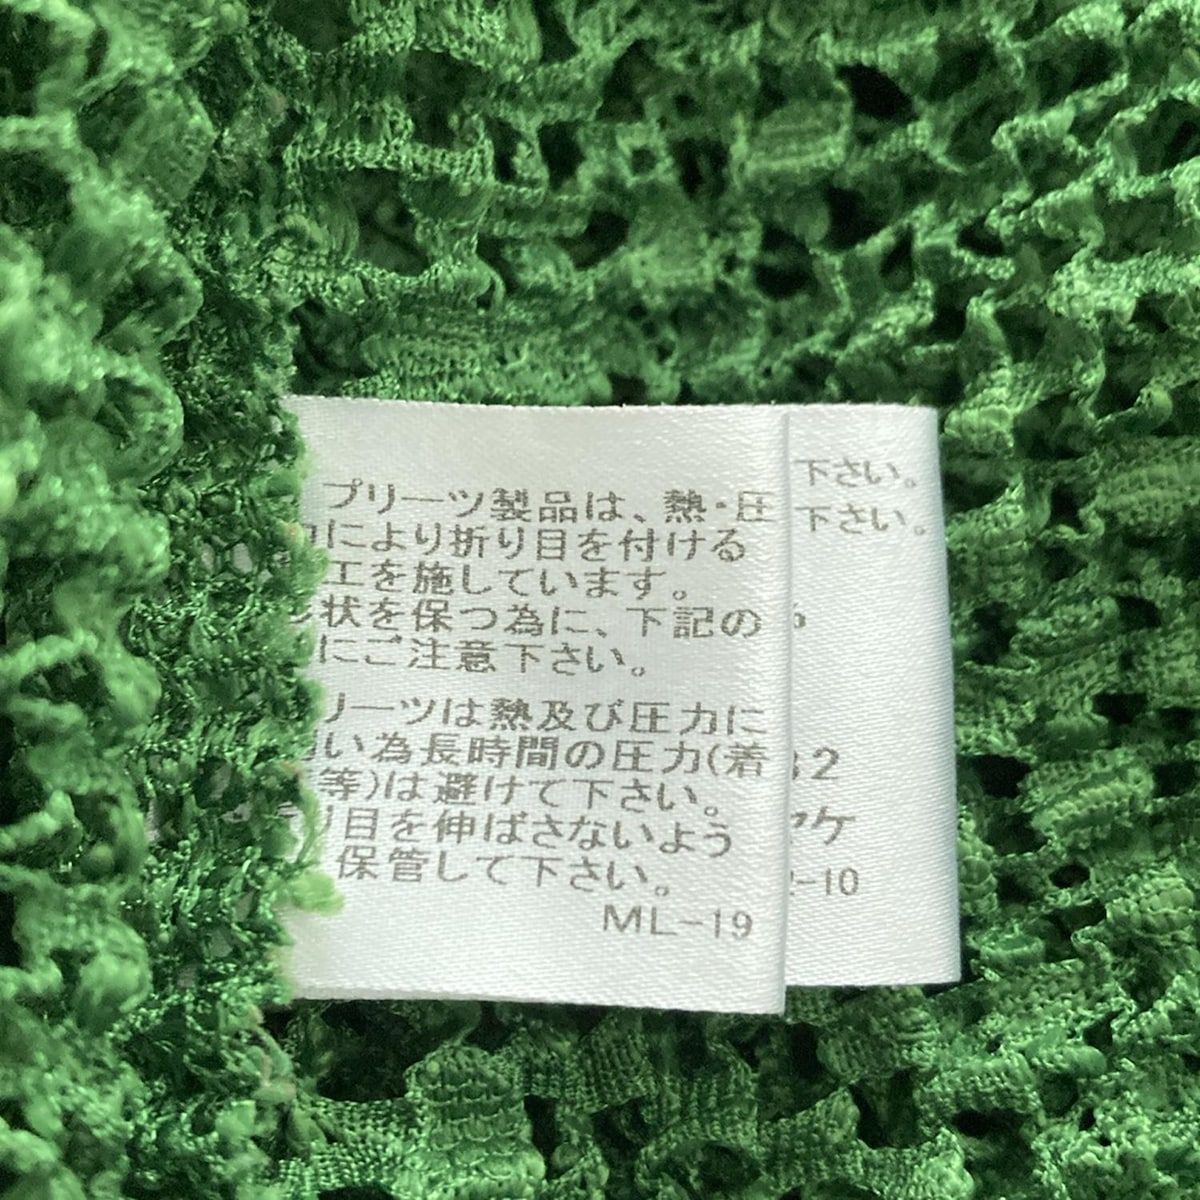 プリーツ製品は、熱・圧
により折り目を付ける
工を施しています。
状を保つ為に、下記の
にご注意下さい。
リーツは熱及び圧力に
い為長時間の圧力(着
等)は避けて下さい。
り目を伸ばさないよう
保管して下さい。
ML-19
下さい。
下さい。
32
ケ
-10